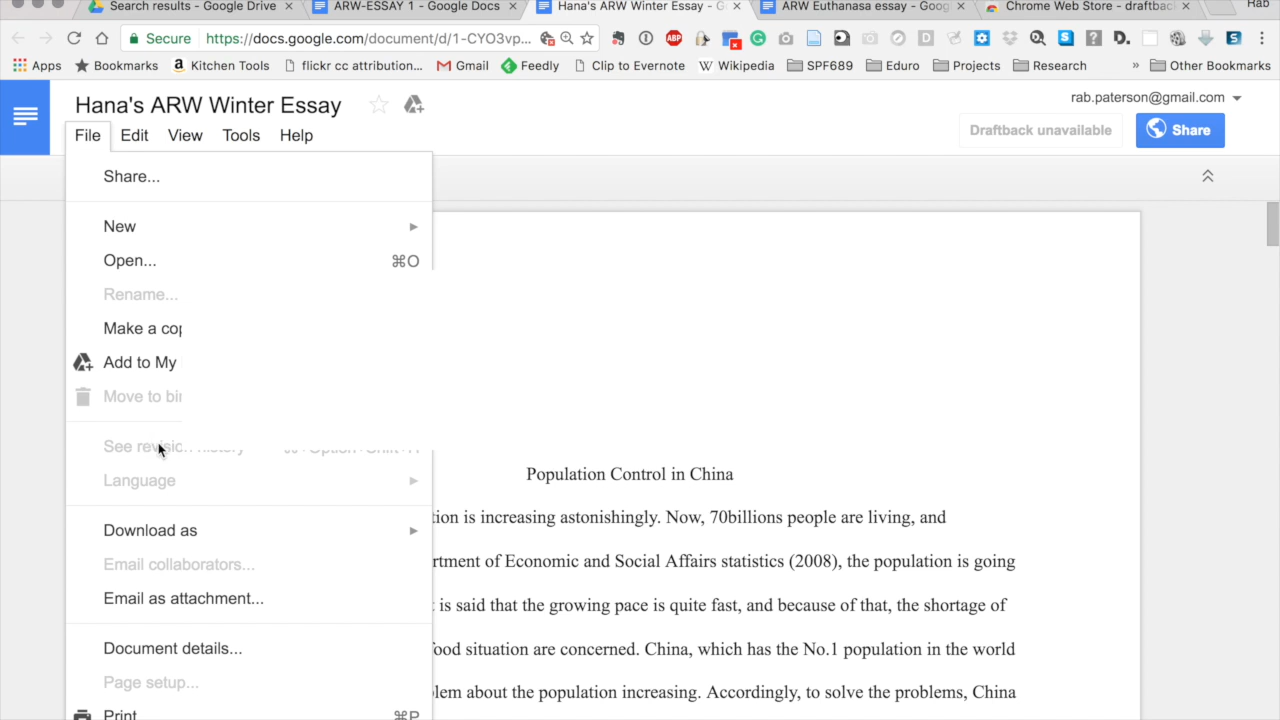 Search results - Google Drive
ARW-ESSAY 1 - Google Docs
Hana's ARW Winter Essay - G
ARW Euthanasa essay - Goog
Chrome Web Store - draftback
Rab
Secure
https://docs.google.com/document/d/1-CYO3vp...
Apps
Bookmarks
Kitchen Tools
flickr cc attribution...
Gmail
Feedly
Clip to Evernote
Wikipedia
SPF689
Eduro
Projects
Research
»
Other Bookmarks
Hana's ARW Winter Essay
rab.paterson@gmail.com
File Edit View Tools Help
Draftback unavailable
Share
Share...
New
Open... ⌘O
Rename...
Make a cop
Add to My
Move to bin
See revision history
Language
Download as
Email collaborators...
Email as attachment...
Document details...
Page setup...
Print ⌘P
Population Control in China
tion is increasing astonishingly. Now, 70billions people are living, and
rtment of Economic and Social Affairs statistics (2008), the population is going
t is said that the growing pace is quite fast, and because of that, the shortage of
food situation are concerned. China, which has the No.1 population in the world
blem about the population increasing. Accordingly, to solve the problems, China